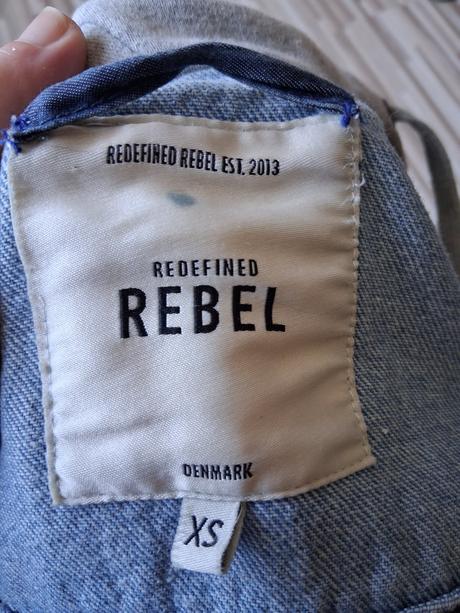 REDEFINED REBEL EST. 2013
REDEFINED
REBEL
DENMARK
XS